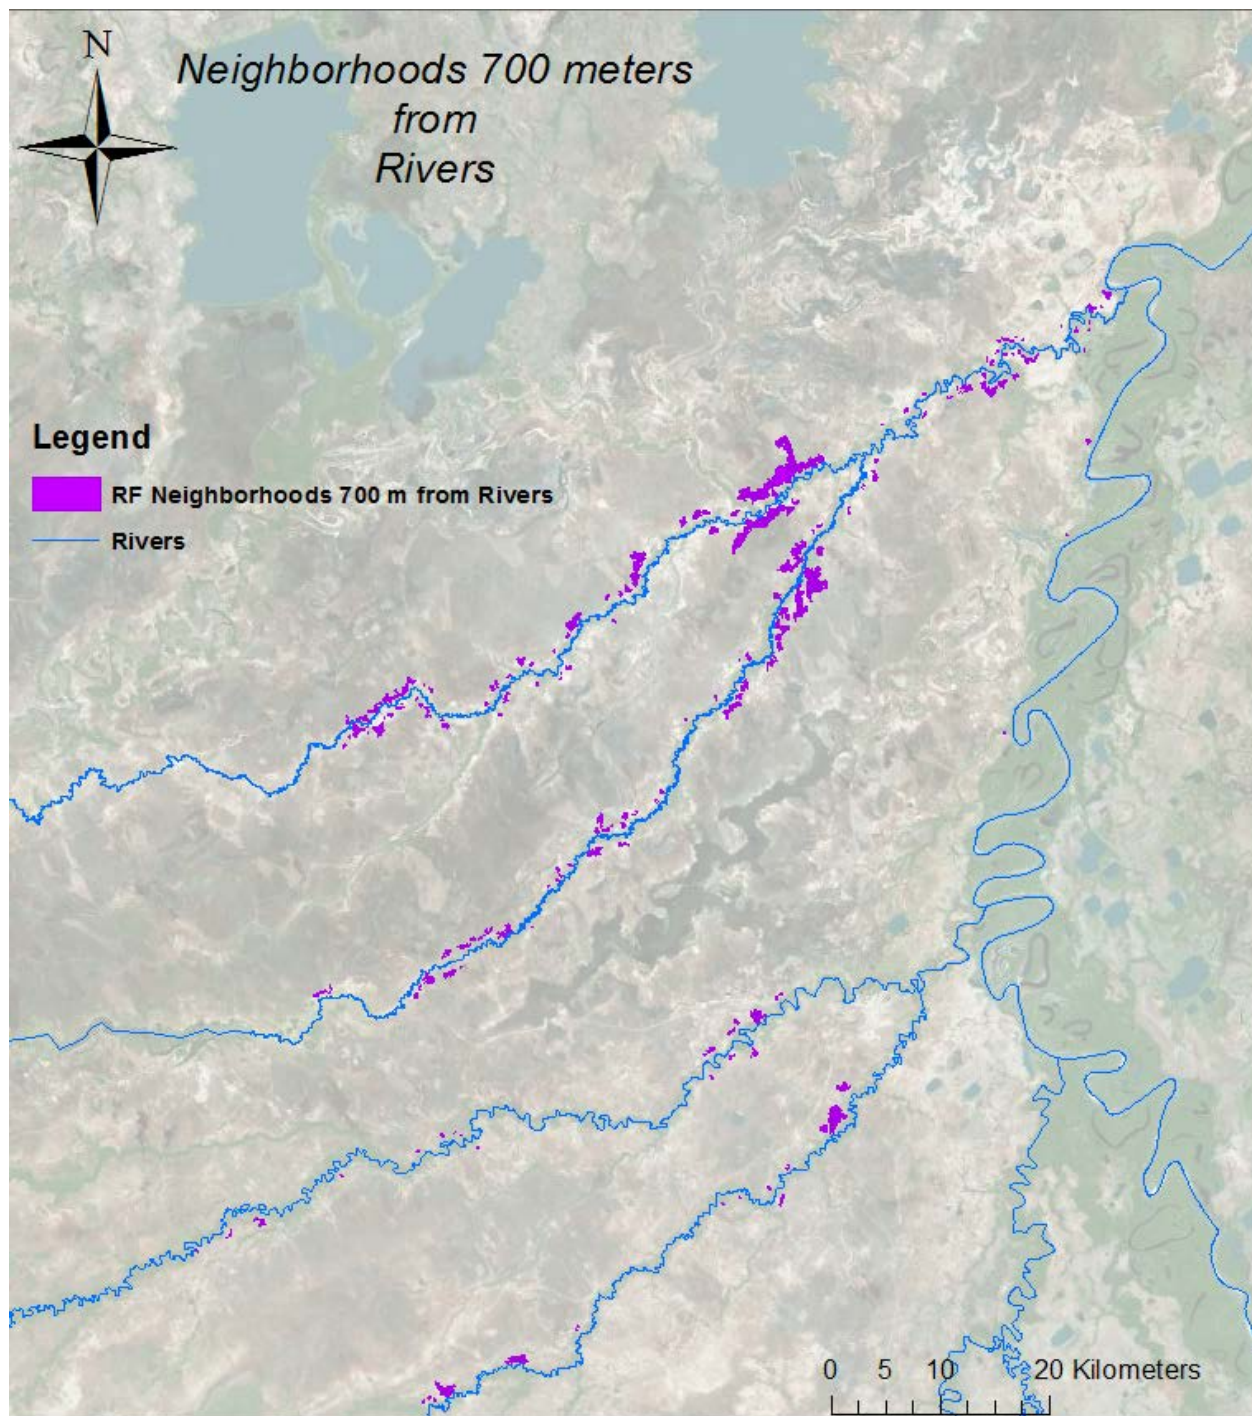 N
Neighborhoods 700 meters
from
Rivers
Legend
RF Neighborhoods 700 m from Rivers
Rivers
0 5 10 20 Kilometers